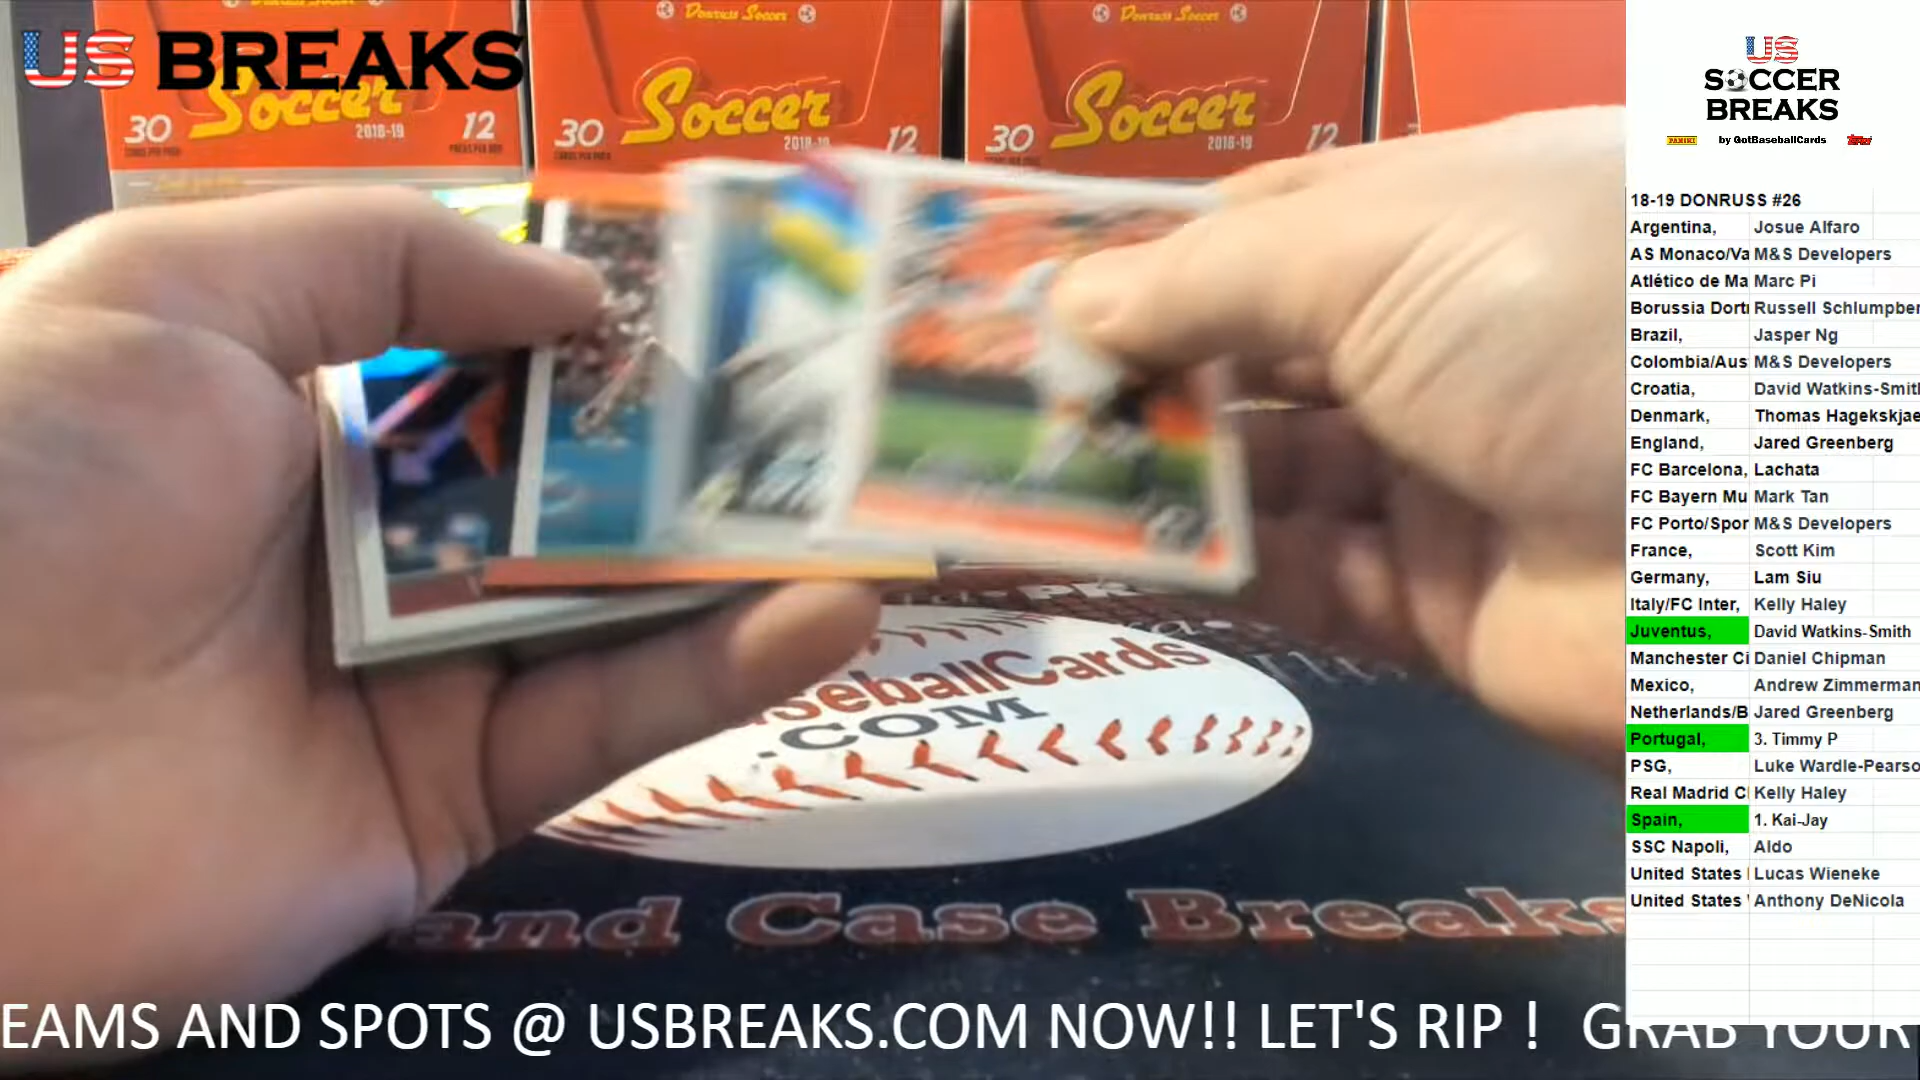 US BREAKS
Donruss Soccer
Donruss Soccer
Soccer
Soccer
Soccer
30
2018-19
12
30
2018-19
12
30
2018-19
12
US
SOCCER
BREAKS
PANINI by GotBaseballCards Topps
18-19 DONRUSS #26
Argentina, Josue Alfaro
AS Monaco/Va M&S Developers
Atlético de Ma Marc Pi
Borussia Dort Russell Schlumpber
Brazil, Jasper Ng
Colombia/Aus M&S Developers
Croatia, David Watkins-Smith
Denmark, Thomas Hagekskjae
England, Jared Greenberg
FC Barcelona, Lachata
FC Bayern Mu Mark Tan
FC Porto/Spor M&S Developers
France, Scott Kim
Germany, Lam Siu
Italy/FC Inter, Kelly Haley
Juventus, David Watkins-Smith
Manchester Ci Daniel Chipman
Mexico, Andrew Zimmerman
Netherlands/B Jared Greenberg
Portugal, 3. Timmy P
PSG, Luke Wardle-Pearso
Real Madrid C Kelly Haley
Spain, 1. Kai-Jay
SSC Napoli, Aldo
United States Lucas Wieneke
United States Anthony DeNicola
seballCards
.COM
and Case Breaks
EAMS AND SPOTS @ USBREAKS.COM NOW!! LET'S RIP ! GRAB YOUR